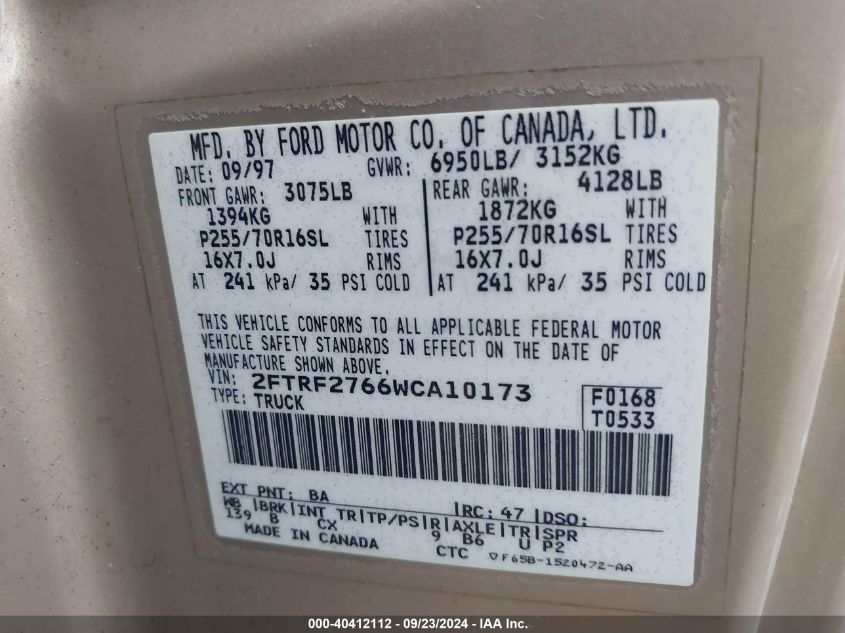 MFD. BY FORD MOTOR CO. OF CANADA, LTD.
DATE: 09/97 GVWR: 6950LB/ 3152KG
FRONT GAWR: 3075LB REAR GAWR: 4128LB
1394KG WITH 1872KG WITH
P255/70R16SL TIRES P255/70R16SL TIRES
16X7.0J RIMS 16X7.0J RIMS
AT 241 kPa/ 35 PSI COLD AT 241 kPa/ 35 PSI COLD
THIS VEHICLE CONFORMS TO ALL APPLICABLE FEDERAL MOTOR
VEHICLE SAFETY STANDARDS IN EFFECT ON THE DATE OF
MANUFACTURE SHOWN ABOVE.
VIN: 2FTRF2766WCA10173 F0168
TYPE: TRUCK T0533
EXT PNT: BA RC: 47 DSO:
WB BRK INT TR TP/PS R AXLE TR SPR
139 B CX 9 B6 U P2
MADE IN CANADA CTC ▽F65B-1520472-AA
000-40412112 - 09/23/2024 - IAA Inc.